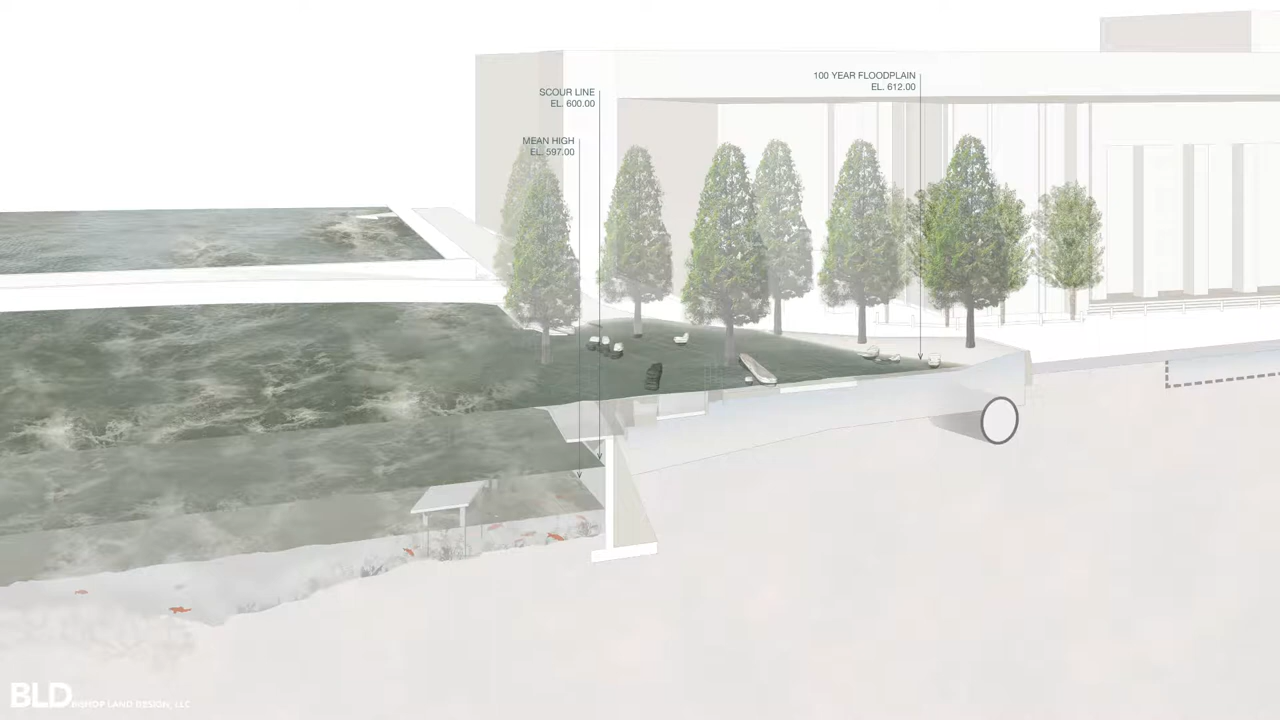 100 YEAR FLOODPLAIN
EL. 612.00
SCOUR LINE
EL. 600.00
MEAN HIGH
EL. 597.00
BLD BISHOP LAND DESIGN, LLC